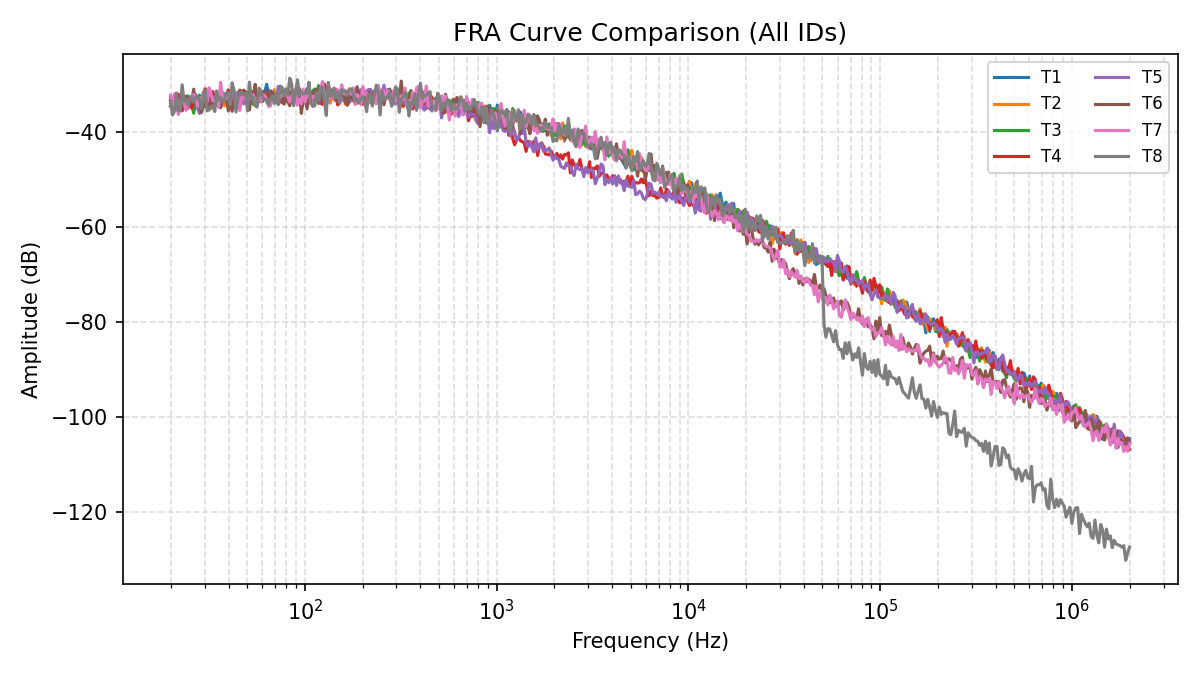 FRA Curve Comparison (All IDs)
T1 T5
T2 T6
T3 T7
T4 T8
Amplitude (dB)
−40
−60
−80
−100
−120
10² 10³ 10⁴ 10⁵ 10⁶
Frequency (Hz)